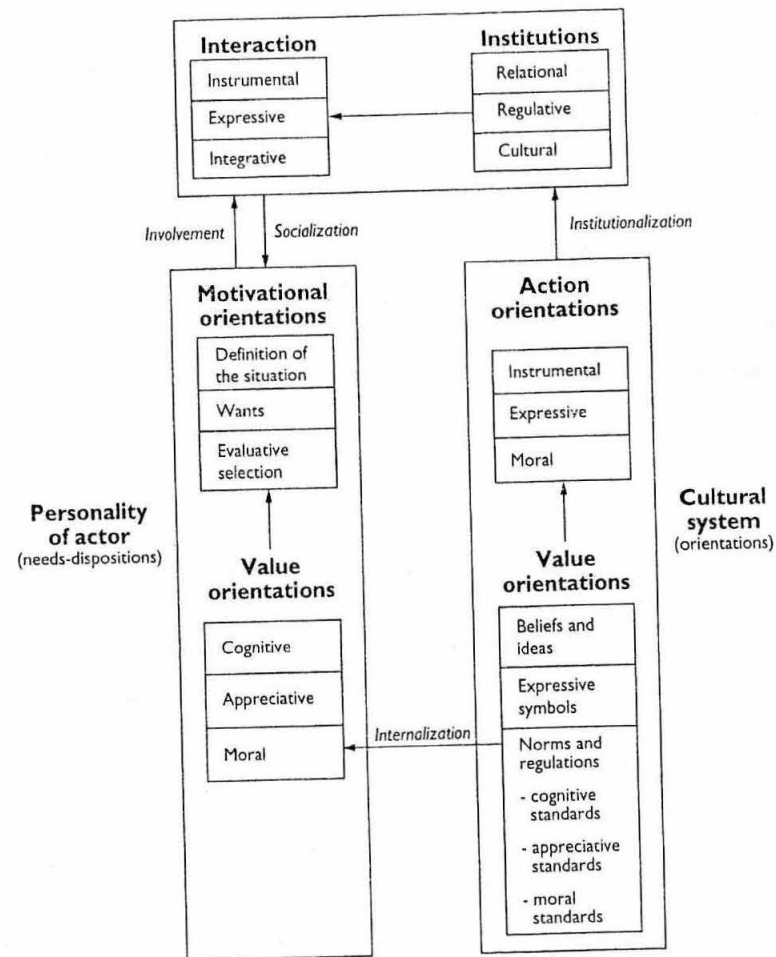 Interaction
Instrumental
Expressive
Integrative
Institutions
Relational
Regulative
Cultural
Involvement
Socialization
Institutionalization
Motivational
orientations
Definition of
the situation
Wants
Evaluative
selection
Action
orientations
Instrumental
Expressive
Moral
Personality
of actor
(needs-dispositions)
Value
orientations
Cognitive
Appreciative
Moral
Internalization
Value
orientations
Beliefs and
ideas
Expressive
symbols
Norms and
regulations
- cognitive
standards
- appreciative
standards
- moral
standards
Cultural
system
(orientations)